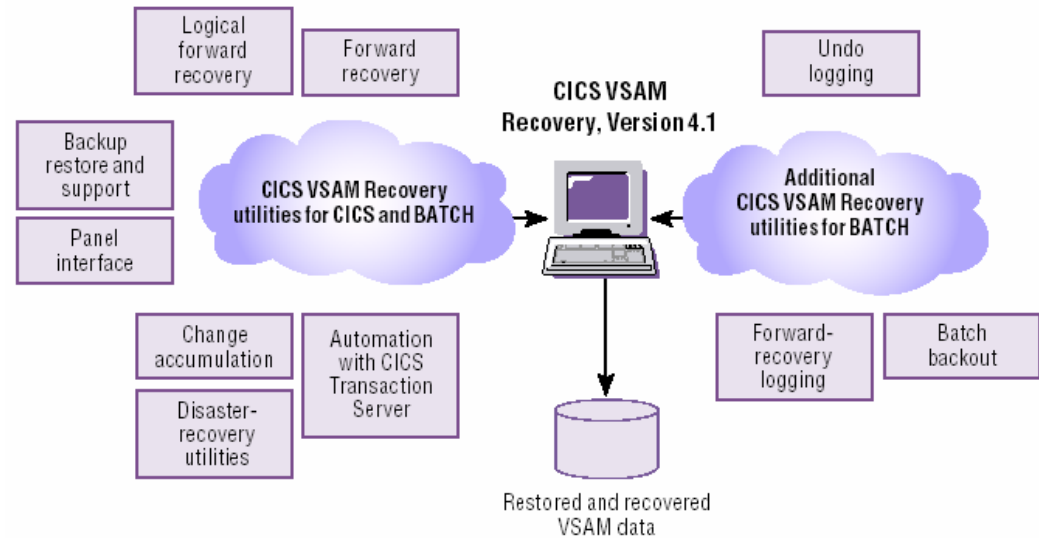 Logical
forward
recovery
Forward
recovery
Undo
logging
CICS VSAM
Recovery, Version 4.1
Backup
restore and
support
Panel
interface
CICS VSAM Recovery
utilities for CICS and BATCH
Additional
CICS VSAM Recovery
utilities for BATCH
Change
accumulation
Automation
with CICS
Transaction
Server
Disaster-
recovery
utilities
Forward-
recovery
logging
Batch
backout
Restored and recovered
VSAM data